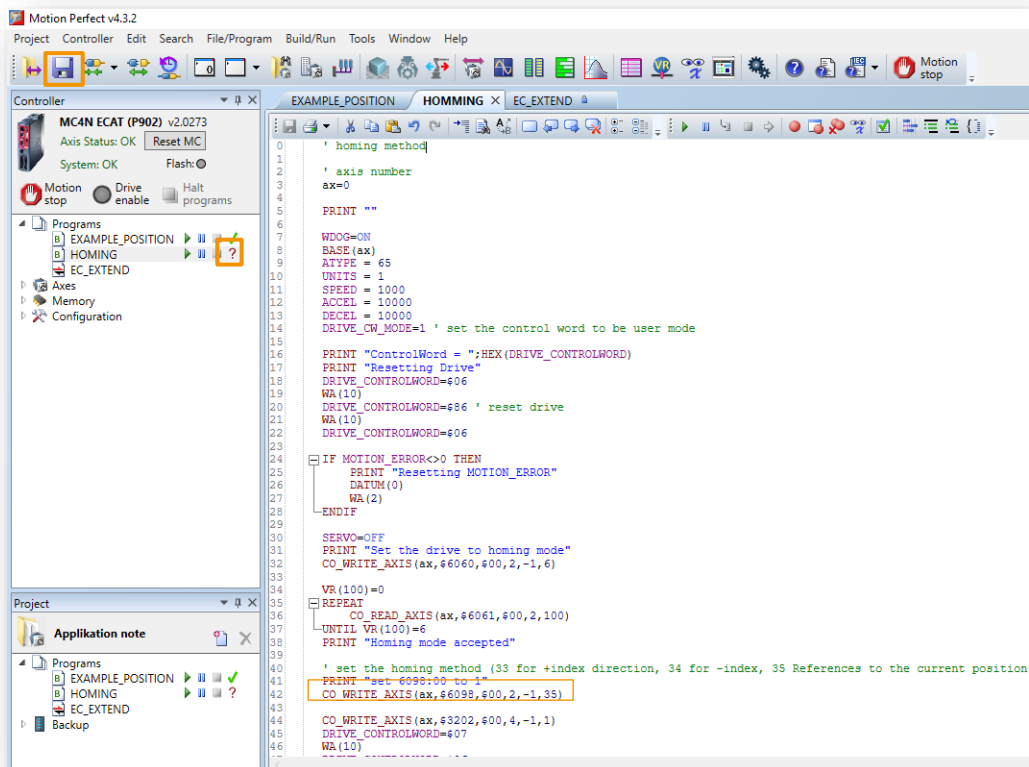 Motion Perfect v4.3.2
Project Controller Edit Search File/Program Build/Run Tools Window Help
Motion stop
Controller
MC4N ECAT (P902) v2.0273
Axis Status: OK Reset MC
System: OK Flash:
Motion stop Drive enable Halt programs
Programs
EXAMPLE_POSITION
HOMING ?
EC_EXTEND
Axes
Memory
Configuration
Project
Applikation note
Programs
EXAMPLE_POSITION
HOMING ?
EC_EXTEND
Backup
EXAMPLE_POSITION HOMMING EC_EXTEND
0 ' homing method
1
2 ' axis number
3 ax=0
4
5 PRINT ""
6
7 WDOG=ON
8 BASE(ax)
9 ATYPE = 65
10 UNITS = 1
11 SPEED = 1000
12 ACCEL = 10000
13 DECEL = 10000
14 DRIVE_CW_MODE=1 ' set the control word to be user mode
15
16 PRINT "ControlWord = ";HEX(DRIVE_CONTROLWORD)
17 PRINT "Resetting Drive"
18 DRIVE_CONTROLWORD=$06
19 WA(10)
20 DRIVE_CONTROLWORD=$86 ' reset drive
21 WA(10)
22 DRIVE_CONTROLWORD=$06
23
24 IF MOTION_ERROR<>0 THEN
25 PRINT "Resetting MOTION_ERROR"
26 DATUM(0)
27 WA(2)
28 ENDIF
29
30 SERVO=OFF
31 PRINT "Set the drive to homing mode"
32 CO_WRITE_AXIS(ax,$6060,$00,2,-1,6)
33
34 VR(100)=0
35 REPEAT
36 CO_READ_AXIS(ax,$6061,$00,2,100)
37 UNTIL VR(100)=6
38 PRINT "Homing mode accepted"
39
40 ' set the homing method (33 for +index direction, 34 for -index, 35 References to the current position
41 PRINT "set 6098:00 to 1"
42 CO_WRITE_AXIS(ax,$6098,$00,2,-1,35)
43
44 CO_WRITE_AXIS(ax,$3202,$00,4,-1,1)
45 DRIVE_CONTROLWORD=$07
46 WA(10)